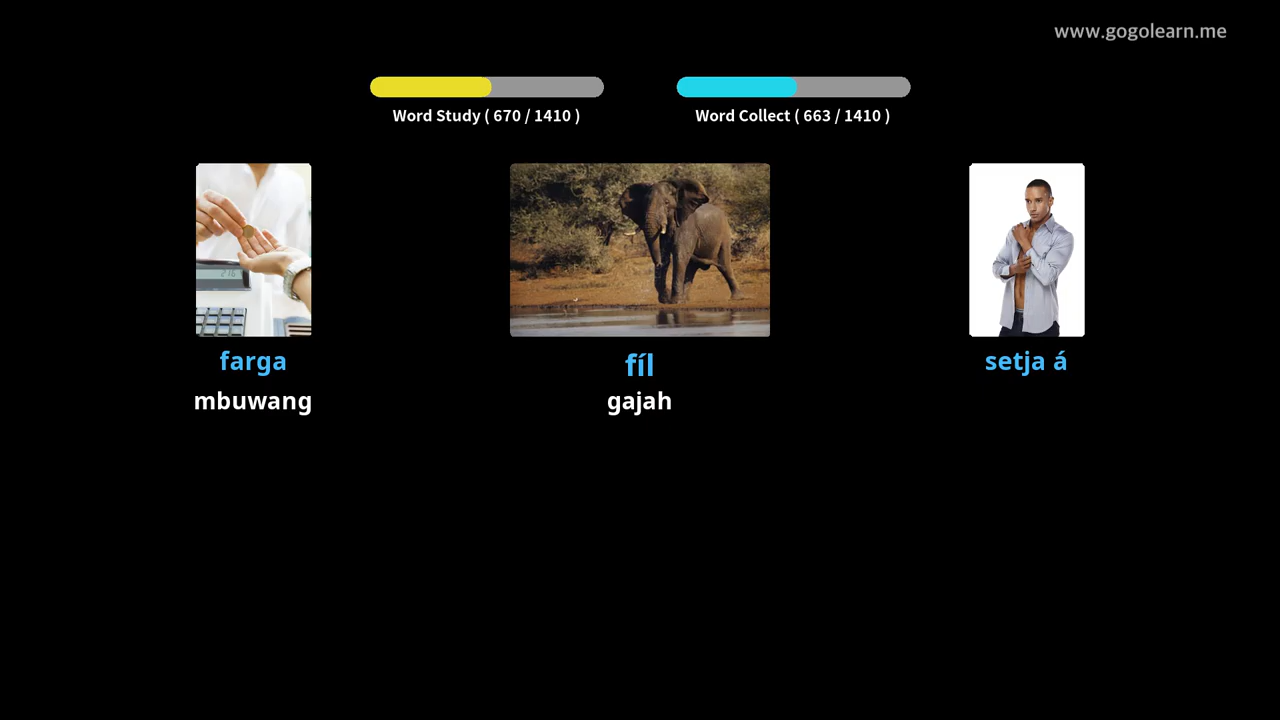 www.gogolearn.me
Word Study ( 670 / 1410 )
Word Collect ( 663 / 1410 )
farga
mbuwang
fíl
gajah
setja á